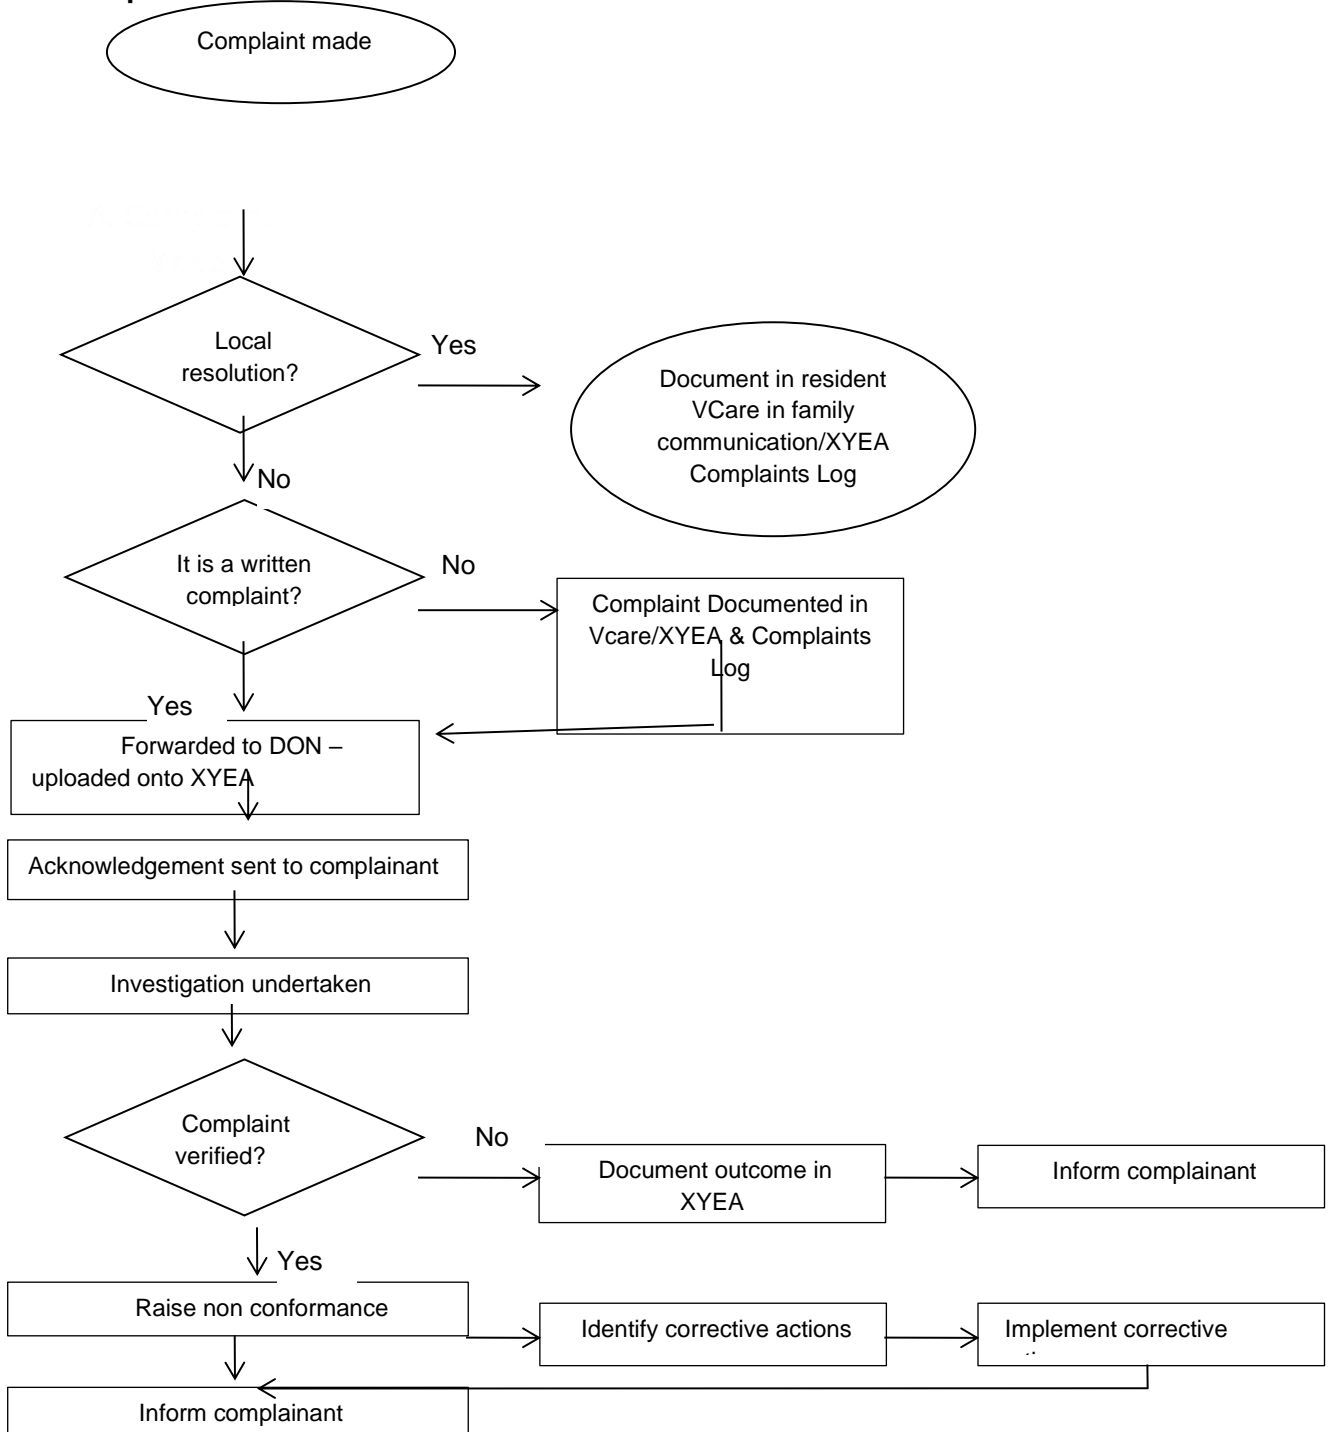 Complaint made
Local
resolution?
Yes
Document in resident
VCare in family
communication/XYEA
Complaints Log
No
It is a written
complaint?
No
Complaint Documented in
Vcare/XYEA & Complaints
Log
Yes
Forwarded to DON –
uploaded onto XYEA
Acknowledgement sent to complainant
Investigation undertaken
Complaint
verified?
No
Document outcome in
XYEA
Inform complainant
Yes
Raise non conformance
Identify corrective actions
Implement corrective
Inform complainant